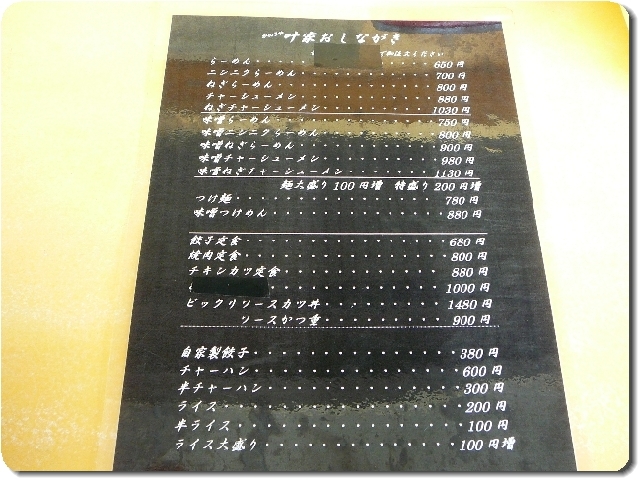 叶家おしながき
ご御注文ください
らーめん・・・・・・・・・・・・650円
ニンニクらーめん・・・・・・・・・・700円
ねぎらーめん・・・・・・・・・・・800円
チャーシューメン・・・・・・・・・・880円
ねぎチャーシューメン・・・・・・・・1030円
味噌らーめん・・・・・・・・・・・750円
味噌ニンニクらーめん・・・・・・・・800円
味噌ねぎらーめん・・・・・・・・・・900円
味噌チャーシューメン・・・・・・・・980円
味噌ねぎチャーシューメン・・・・・・・1130円
麺大盛り100円増 特盛り200円増
つけ麺・・・・・・・・・・・・・780円
味噌つけめん・・・・・・・・・・・880円
餃子定食・・・・・・・・・・・・680円
焼肉定食・・・・・・・・・・・・800円
チキンカツ定食・・・・・・・・・・880円
・・・・・・・・・1000円
ビックリソースカツ丼・・・・・・・・1480円
ソースかつ重・・・・・・・・900円
自家製餃子・・・・・・・・・・・380円
チャーハン・・・・・・・・・・・600円
半チャーハン・・・・・・・・・・300円
ライス・・・・・・・・・・・・・200円
半ライス・・・・・・・・・・・・100円
ライス大盛り・・・・・・・・・・100円増